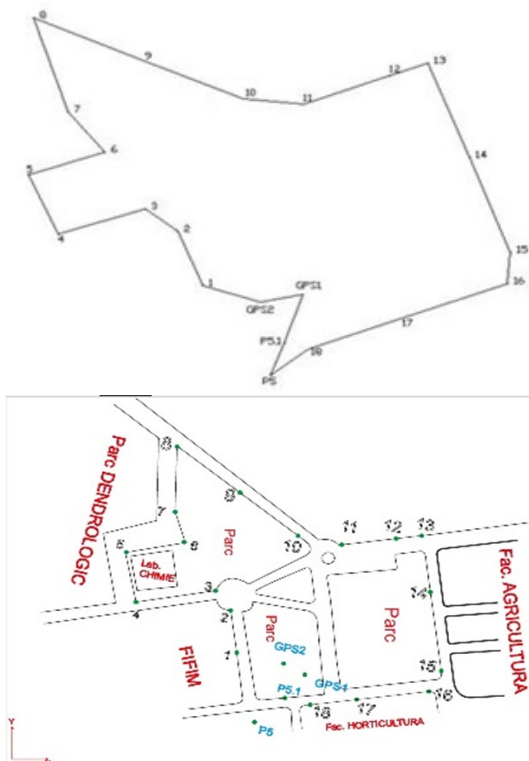 8
9
10
11
12
13
7
6
5
3
4
2
14
1
15
GPS1
GPS2
16
17
P5.1
18
P5
Parc DENDROLOGIC
8
9
10
11
12
13
7
6
5
Parc
Lab.
CHIMIE
Fac. AGRICULTURA
14
3
4
2
Parc
Parc
1
FIFIM
GPS2
GPS1
15
P5.1
16
17
18
Fac. HORTICULTURA
P5
Y